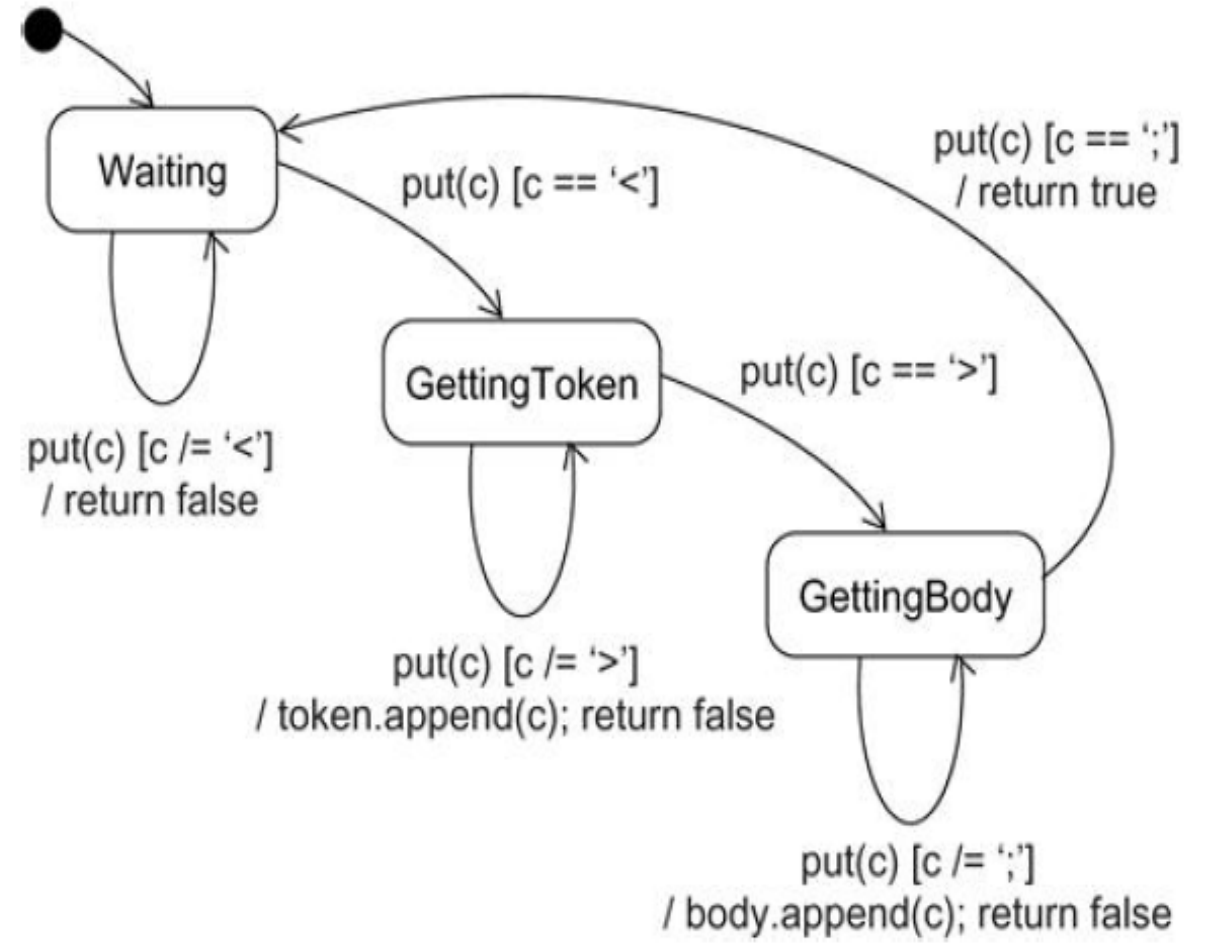 Waiting
put(c) [c == ‘<’]
put(c) [c == ‘;’]
/ return true
put(c) [c /= ‘<’]
/ return false
GettingToken
put(c) [c == ‘>’]
put(c) [c /= ‘>’]
/ token.append(c); return false
GettingBody
put(c) [c /= ‘;’]
/ body.append(c); return false